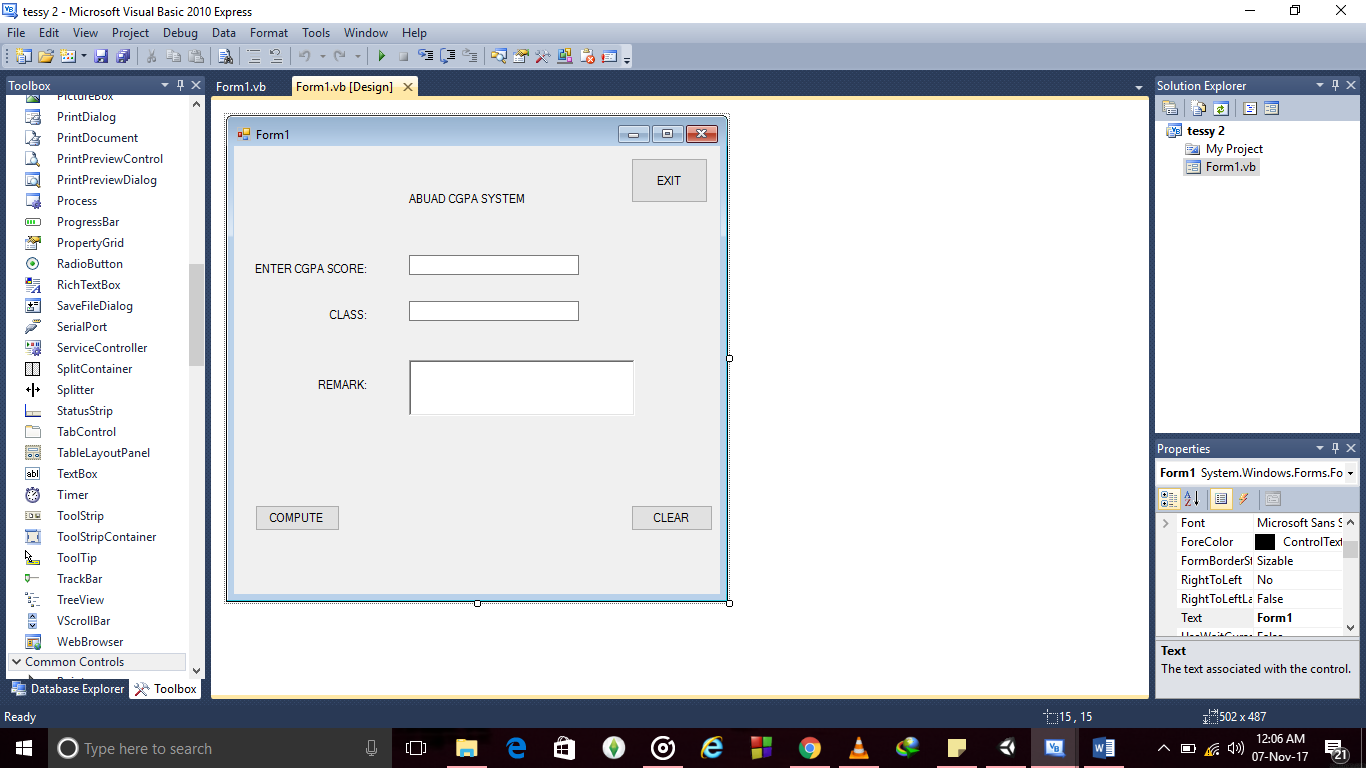 tessy 2 - Microsoft Visual Basic 2010 Express
File Edit View Project Debug Data Format Tools Window Help
Toolbox
PictureBox
PrintDialog
PrintDocument
PrintPreviewControl
PrintPreviewDialog
Process
ProgressBar
PropertyGrid
RadioButton
RichTextBox
SaveFileDialog
SerialPort
ServiceController
SplitContainer
Splitter
StatusStrip
TabControl
TableLayoutPanel
abl TextBox
Timer
ToolStrip
ToolStripContainer
ToolTip
TrackBar
TreeView
VScrollBar
WebBrowser
Common Controls
Database Explorer Toolbox
Form1.vb Form1.vb [Design]
Form1
EXIT
ABUAD CGPA SYSTEM
ENTER CGPA SCORE:
CLASS:
REMARK:
COMPUTE CLEAR
Solution Explorer
tessy 2
My Project
Form1.vb
Properties
Form1 System.Windows.Forms.Fo
Font Microsoft Sans S
ForeColor ControlText
FormBorderSt Sizable
RightToLeft No
RightToLeftLa False
Text Form1
Text
The text associated with the control.
Ready 15 , 15 502 x 487
Type here to search
12:06 AM
07-Nov-17
21